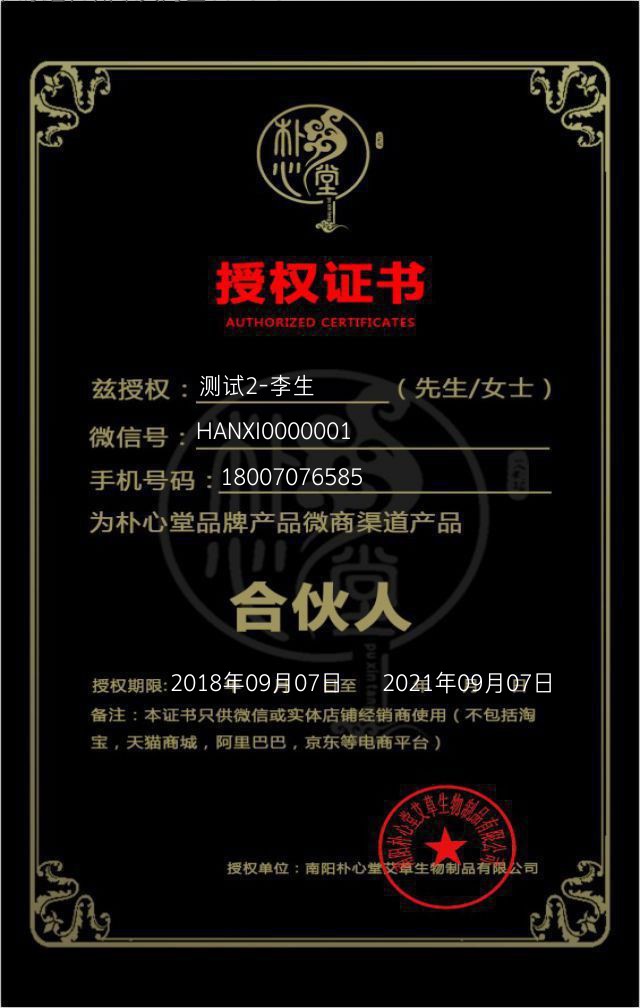 朴心堂
授权证书
AUTHORIZED CERTIFICATES
兹授权：测试2-李生（先生/女士）
微信号：HANXI0000001
手机号码：18007076585
为朴心堂品牌产品微商渠道产品
合伙人
授权期限:2018年09月07日至 2021年09月07日
备注：本证书只供微信或实体店铺经销商使用（不包括淘
宝，天猫商城，阿里巴巴，京东等电商平台）
南阳朴心堂艾草生物制品有限公司
授权单位：南阳朴心堂艾草生物制品有限公司